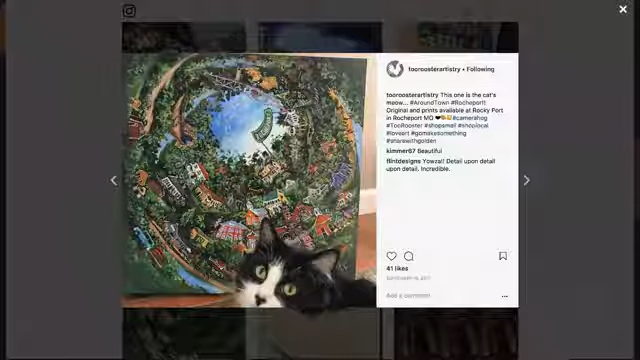 tooroosterartistry • Following
tooroosterartistry This one is the cat's
meow... #AroundTown #Rocheport!
Original and prints available at Rocky Port
in Rocheport MO ❤️🐱😂#camerahog
#TooRooster #shopsmall #shoplocal
#loveart #gomakesomething
#sharewithgolden
kimmer67 Beautiful
flintdesigns Yowza!! Detail upon detail
upon detail. Incredible.
41 likes
Add a comment...